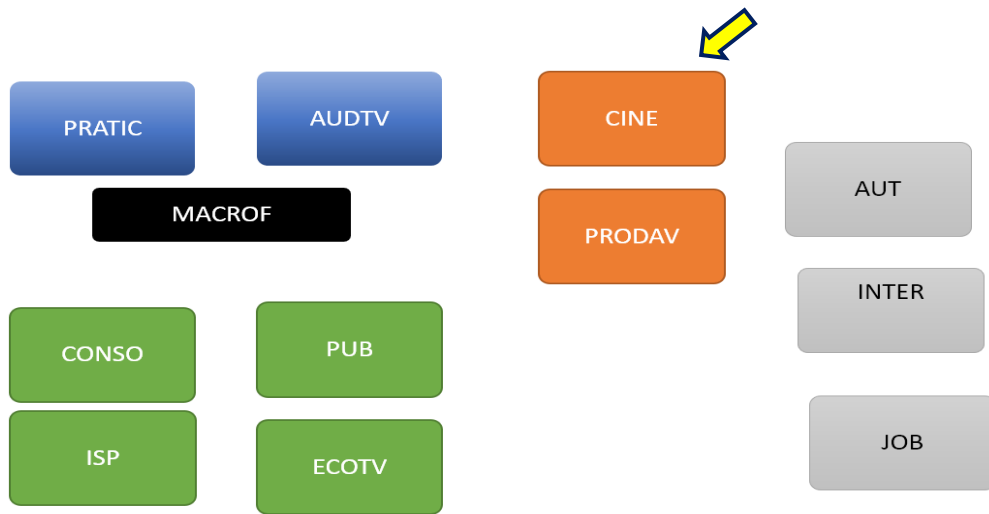 PRATIC
AUDTV
MACROF
CONSO
PUB
ISP
ECOTV
CINE
PRODAV
AUT
INTER
JOB